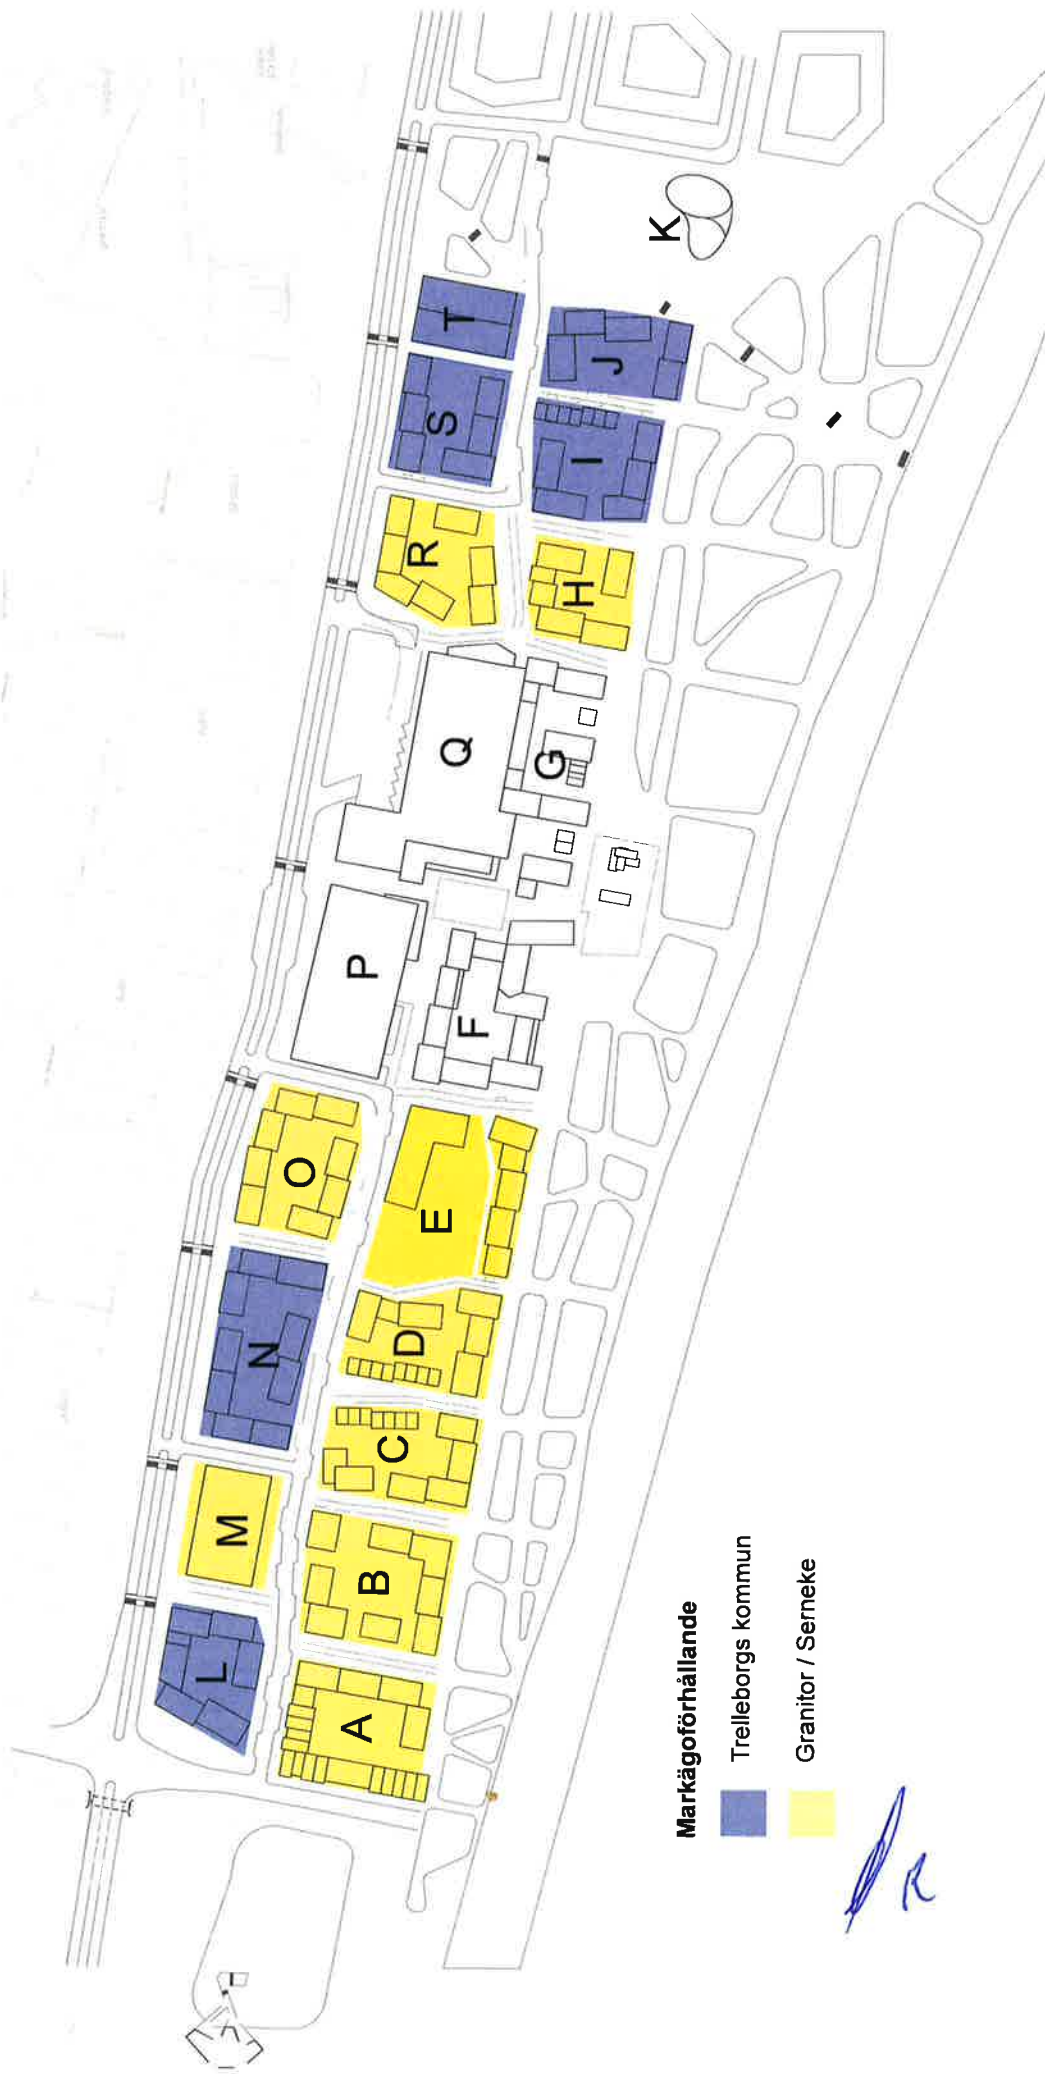 L
M
N
O
P
Q
R
S
T
A
B
C
D
E
F
G
H
I
J
K
Markägoförhållande
Trelleborgs kommun
Granitor / Serneke